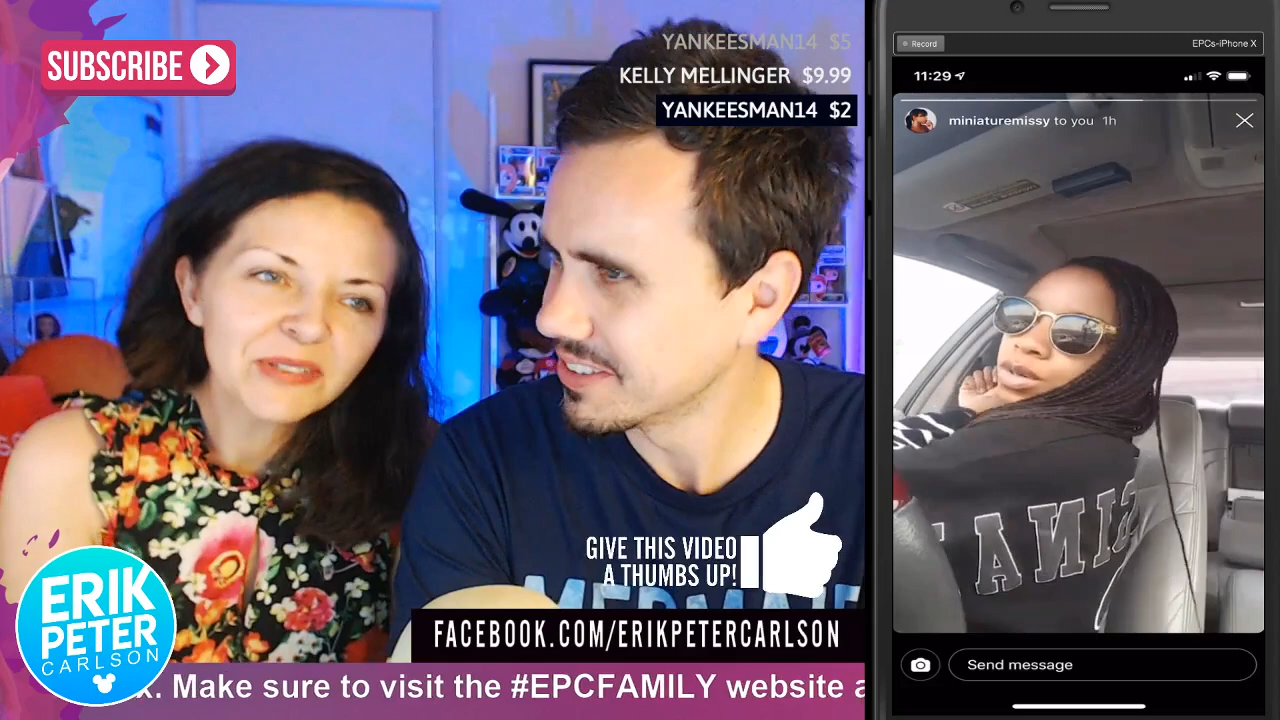 SUBSCRIBE
YANKEESMAN14 $5
KELLY MELLINGER $9.99
YANKEESMAN14 $2
GIVE THIS VIDEO
A THUMBS UP!
FACEBOOK.COM/ERIKPETERCARLSON
ERIK
PETER
CARLSON
x. Make sure to visit the #EPCFAMILY website a
Record
EPCs-iPhone X
11:29
miniaturemissy to you 1h
Send message